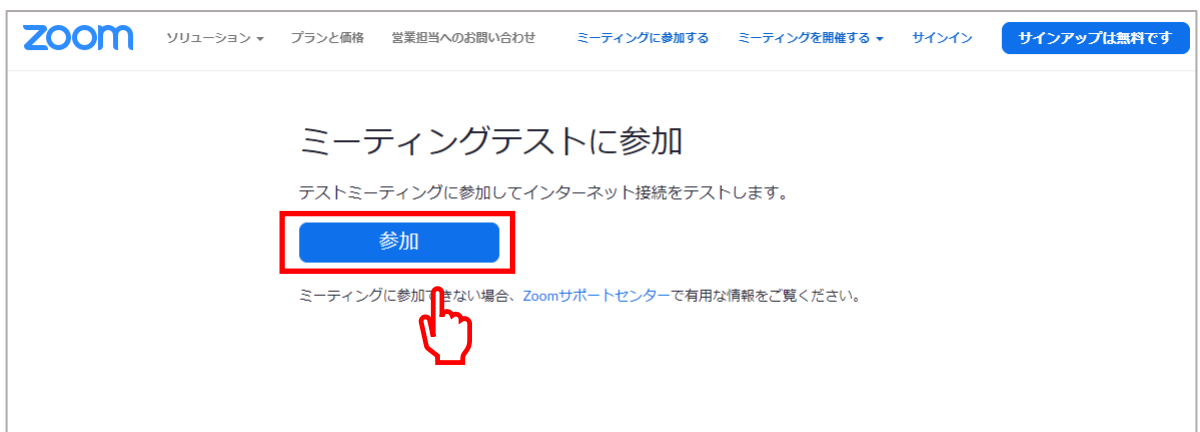 zoom ソリューション プランと価格 営業担当へのお問い合わせ ミーティングに参加する ミーティングを開催する サインイン サインアップは無料です
ミーティングテストに参加
テストミーティングに参加してインターネット接続をテストします。
参加
ミーティングに参加できない場合、Zoomサポートセンターで有用な情報をご覧ください。